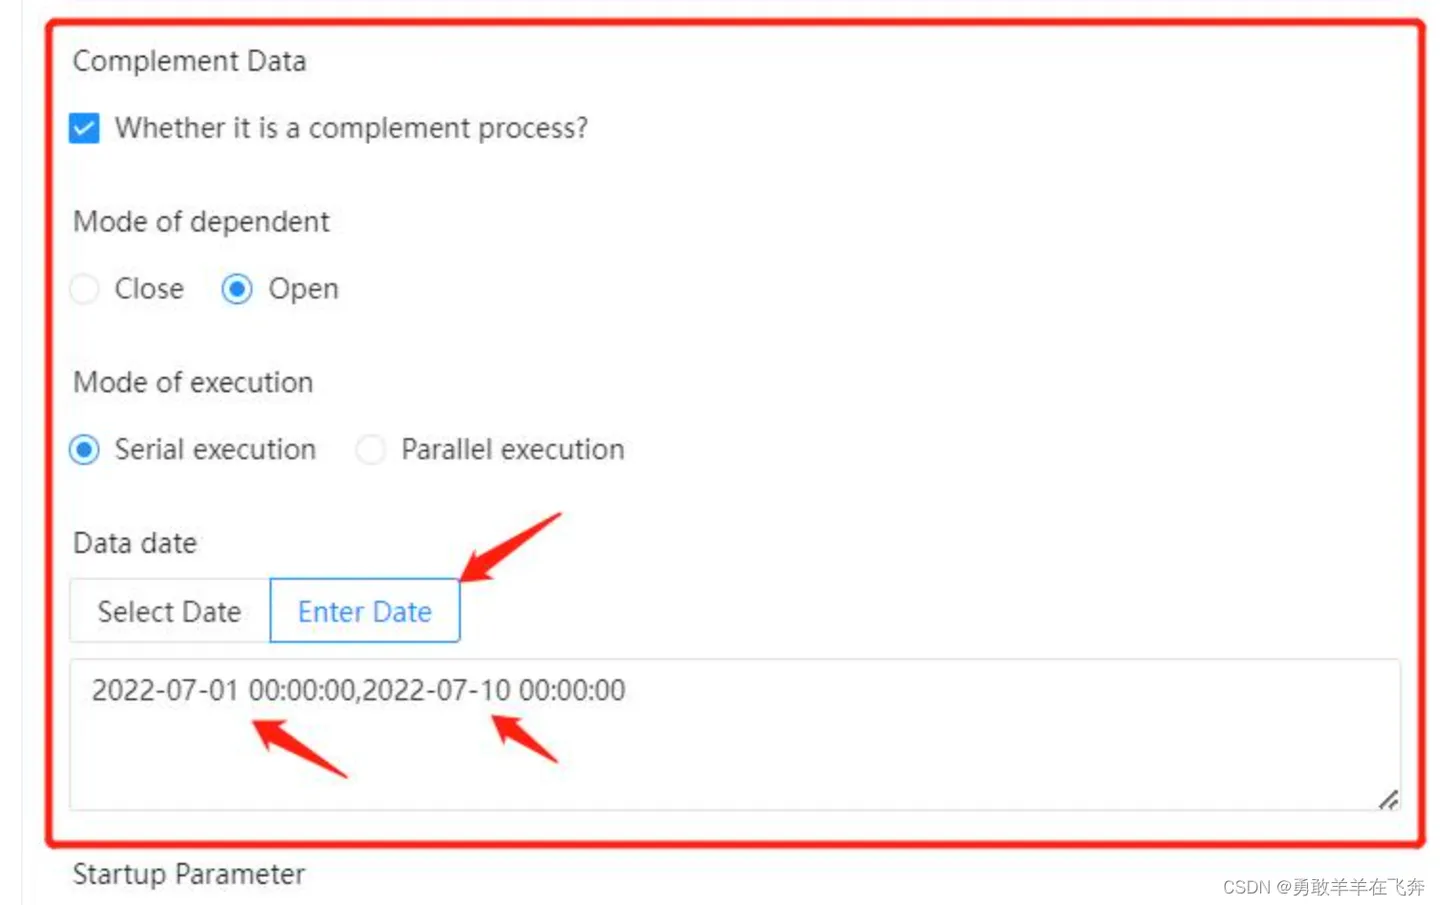 Complement Data
Whether it is a complement process?
Mode of dependent
Close Open
Mode of execution
Serial execution Parallel execution
Data date
Select Date Enter Date
2022-07-01 00:00:00,2022-07-10 00:00:00
Startup Parameter
CSDN @勇敢羊羊在飞奔